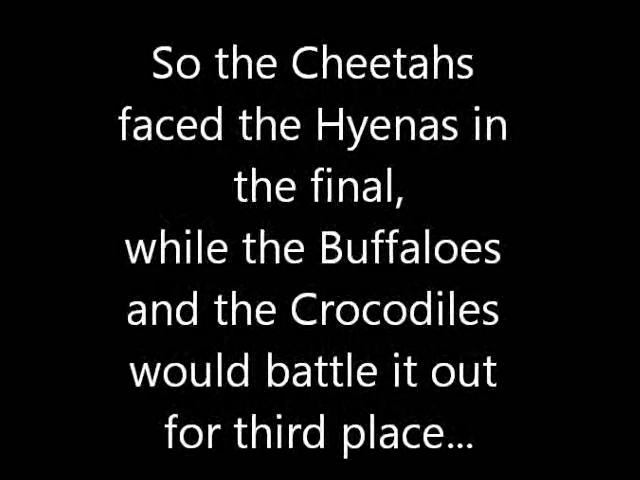 So the Cheetahs
faced the Hyenas in
the final,
while the Buffaloes
and the Crocodiles
would battle it out
for third place...